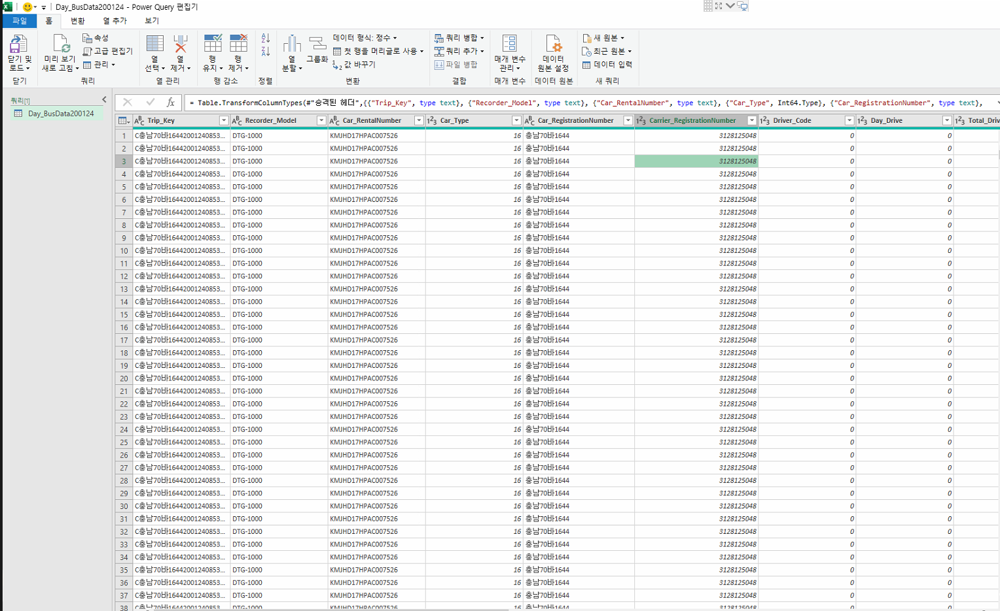 Day_BusData200124 - Power Query 편집기
파일 홈 변환 열 추가 보기
닫기 및 로드
닫기
미리 보기 새로 고침
속성
고급 편집기
관리
쿼리
열 선택
열 제거
열 관리
행 유지
행 제거
행 감소
정렬
열 분할
그룹화
데이터 형식: 정수
첫 행을 머리글로 사용
값 바꾸기
변환
쿼리 병합
쿼리 추가
파일 병합
결합
매개 변수 관리
매개 변수
데이터 원본 설정
데이터 원본
새 원본
최근 원본
데이터 입력
새 쿼리
쿼리[1]
Day_BusData200124
fx = Table.TransformColumnTypes(#"승격된 헤더",{{"Trip_Key", type text}, {"Recorder_Model", type text}, {"Car_RentalNumber", type text}, {"Car_Type", Int64.Type}, {"Car_RegistrationNumber", type text},
Trip_Key Recorder_Model Car_RentalNumber Car_Type Car_RegistrationNumber Carrier_RegistrationNumber Driver_Code Day_Drive Total_Driv
1 C충남70바16442001240853... DTG-1000 KMJHD17HPAC007526 16 충남70바1644 3128125048 0 0
2 C충남70바16442001240853... DTG-1000 KMJHD17HPAC007526 16 충남70바1644 3128125048 0 0
3 C충남70바16442001240853... DTG-1000 KMJHD17HPAC007526 16 충남70바1644 3128125048 0 0
4 C충남70바16442001240853... DTG-1000 KMJHD17HPAC007526 16 충남70바1644 3128125048 0 0
5 C충남70바16442001240853... DTG-1000 KMJHD17HPAC007526 16 충남70바1644 3128125048 0 0
6 C충남70바16442001240853... DTG-1000 KMJHD17HPAC007526 16 충남70바1644 3128125048 0 0
7 C충남70바16442001240853... DTG-1000 KMJHD17HPAC007526 16 충남70바1644 3128125048 0 0
8 C충남70바16442001240853... DTG-1000 KMJHD17HPAC007526 16 충남70바1644 3128125048 0 0
9 C충남70바16442001240853... DTG-1000 KMJHD17HPAC007526 16 충남70바1644 3128125048 0 0
10 C충남70바16442001240853... DTG-1000 KMJHD17HPAC007526 16 충남70바1644 3128125048 0 0
11 C충남70바16442001240853... DTG-1000 KMJHD17HPAC007526 16 충남70바1644 3128125048 0 0
12 C충남70바16442001240853... DTG-1000 KMJHD17HPAC007526 16 충남70바1644 3128125048 0 0
13 C충남70바16442001240853... DTG-1000 KMJHD17HPAC007526 16 충남70바1644 3128125048 0 0
14 C충남70바16442001240853... DTG-1000 KMJHD17HPAC007526 16 충남70바1644 3128125048 0 0
15 C충남70바16442001240853... DTG-1000 KMJHD17HPAC007526 16 충남70바1644 3128125048 0 0
16 C충남70바16442001240853... DTG-1000 KMJHD17HPAC007526 16 충남70바1644 3128125048 0 0
17 C충남70바16442001240853... DTG-1000 KMJHD17HPAC007526 16 충남70바1644 3128125048 0 0
18 C충남70바16442001240853... DTG-1000 KMJHD17HPAC007526 16 충남70바1644 3128125048 0 0
19 C충남70바16442001240853... DTG-1000 KMJHD17HPAC007526 16 충남70바1644 3128125048 0 0
20 C충남70바16442001240853... DTG-1000 KMJHD17HPAC007526 16 충남70바1644 3128125048 0 0
21 C충남70바16442001240853... DTG-1000 KMJHD17HPAC007526 16 충남70바1644 3128125048 0 0
22 C충남70바16442001240853... DTG-1000 KMJHD17HPAC007526 16 충남70바1644 3128125048 0 0
23 C충남70바16442001240853... DTG-1000 KMJHD17HPAC007526 16 충남70바1644 3128125048 0 0
24 C충남70바16442001240853... DTG-1000 KMJHD17HPAC007526 16 충남70바1644 3128125048 0 0
25 C충남70바16442001240853... DTG-1000 KMJHD17HPAC007526 16 충남70바1644 3128125048 0 0
26 C충남70바16442001240853... DTG-1000 KMJHD17HPAC007526 16 충남70바1644 3128125048 0 0
27 C충남70바16442001240853... DTG-1000 KMJHD17HPAC007526 16 충남70바1644 3128125048 0 0
28 C충남70바16442001240853... DTG-1000 KMJHD17HPAC007526 16 충남70바1644 3128125048 0 0
29 C충남70바16442001240853... DTG-1000 KMJHD17HPAC007526 16 충남70바1644 3128125048 0 0
30 C충남70바16442001240853... DTG-1000 KMJHD17HPAC007526 16 충남70바1644 3128125048 0 0
31 C충남70바16442001240853... DTG-1000 KMJHD17HPAC007526 16 충남70바1644 3128125048 0 0
32 C충남70바16442001240853... DTG-1000 KMJHD17HPAC007526 16 충남70바1644 3128125048 0 0
33 C충남70바16442001240853... DTG-1000 KMJHD17HPAC007526 16 충남70바1644 3128125048 0 0
34 C충남70바16442001240853... DTG-1000 KMJHD17HPAC007526 16 충남70바1644 3128125048 0 0
35 C충남70바16442001240853... DTG-1000 KMJHD17HPAC007526 16 충남70바1644 3128125048 0 0
36 C충남70바16442001240853... DTG-1000 KMJHD17HPAC007526 16 충남70바1644 3128125048 0 0
37 C충남70바16442001240853... DTG-1000 KMJHD17HPAC007526 16 충남70바1644 3128125048 0 0
38 C충남70바16442001240853... DTG-1000 KMJHD17HPAC007526 16 충남70바1644 3128125048 0 0